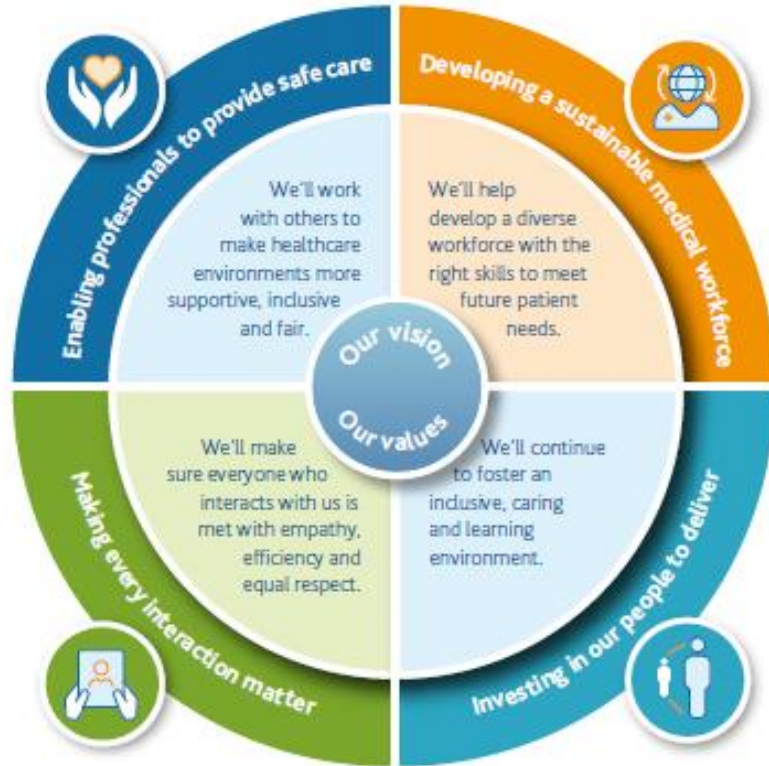 Enabling professionals to provide safe care
We'll work
with others to
make healthcare
environments more
supportive, inclusive
and fair.
Developing a sustainable medical workforce
We'll help
develop a diverse
workforce with the
right skills to meet
future patient
needs.
Our vision
Our values
Making every interaction matter
We'll make
sure everyone who
interacts with us is
met with empathy,
efficiency and
equal respect.
Investing in our people to deliver
We'll continue
to foster an
inclusive, caring
and learning
environment.